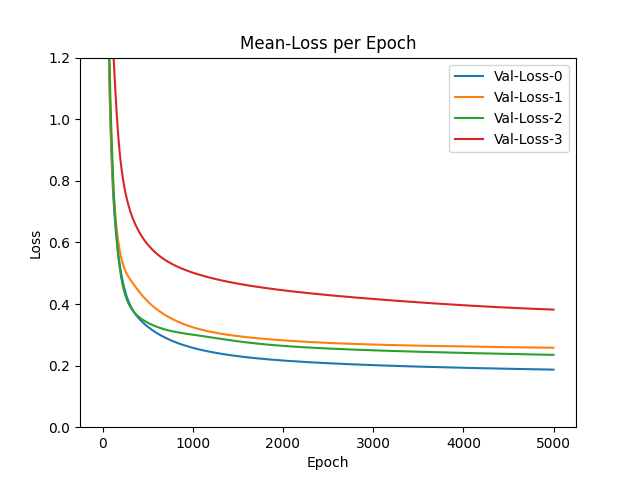 Mean-Loss per Epoch
Loss
1.2
1.0
0.8
0.6
0.4
0.2
0.0
Val-Loss-0
Val-Loss-1
Val-Loss-2
Val-Loss-3
0 1000 2000 3000 4000 5000
Epoch